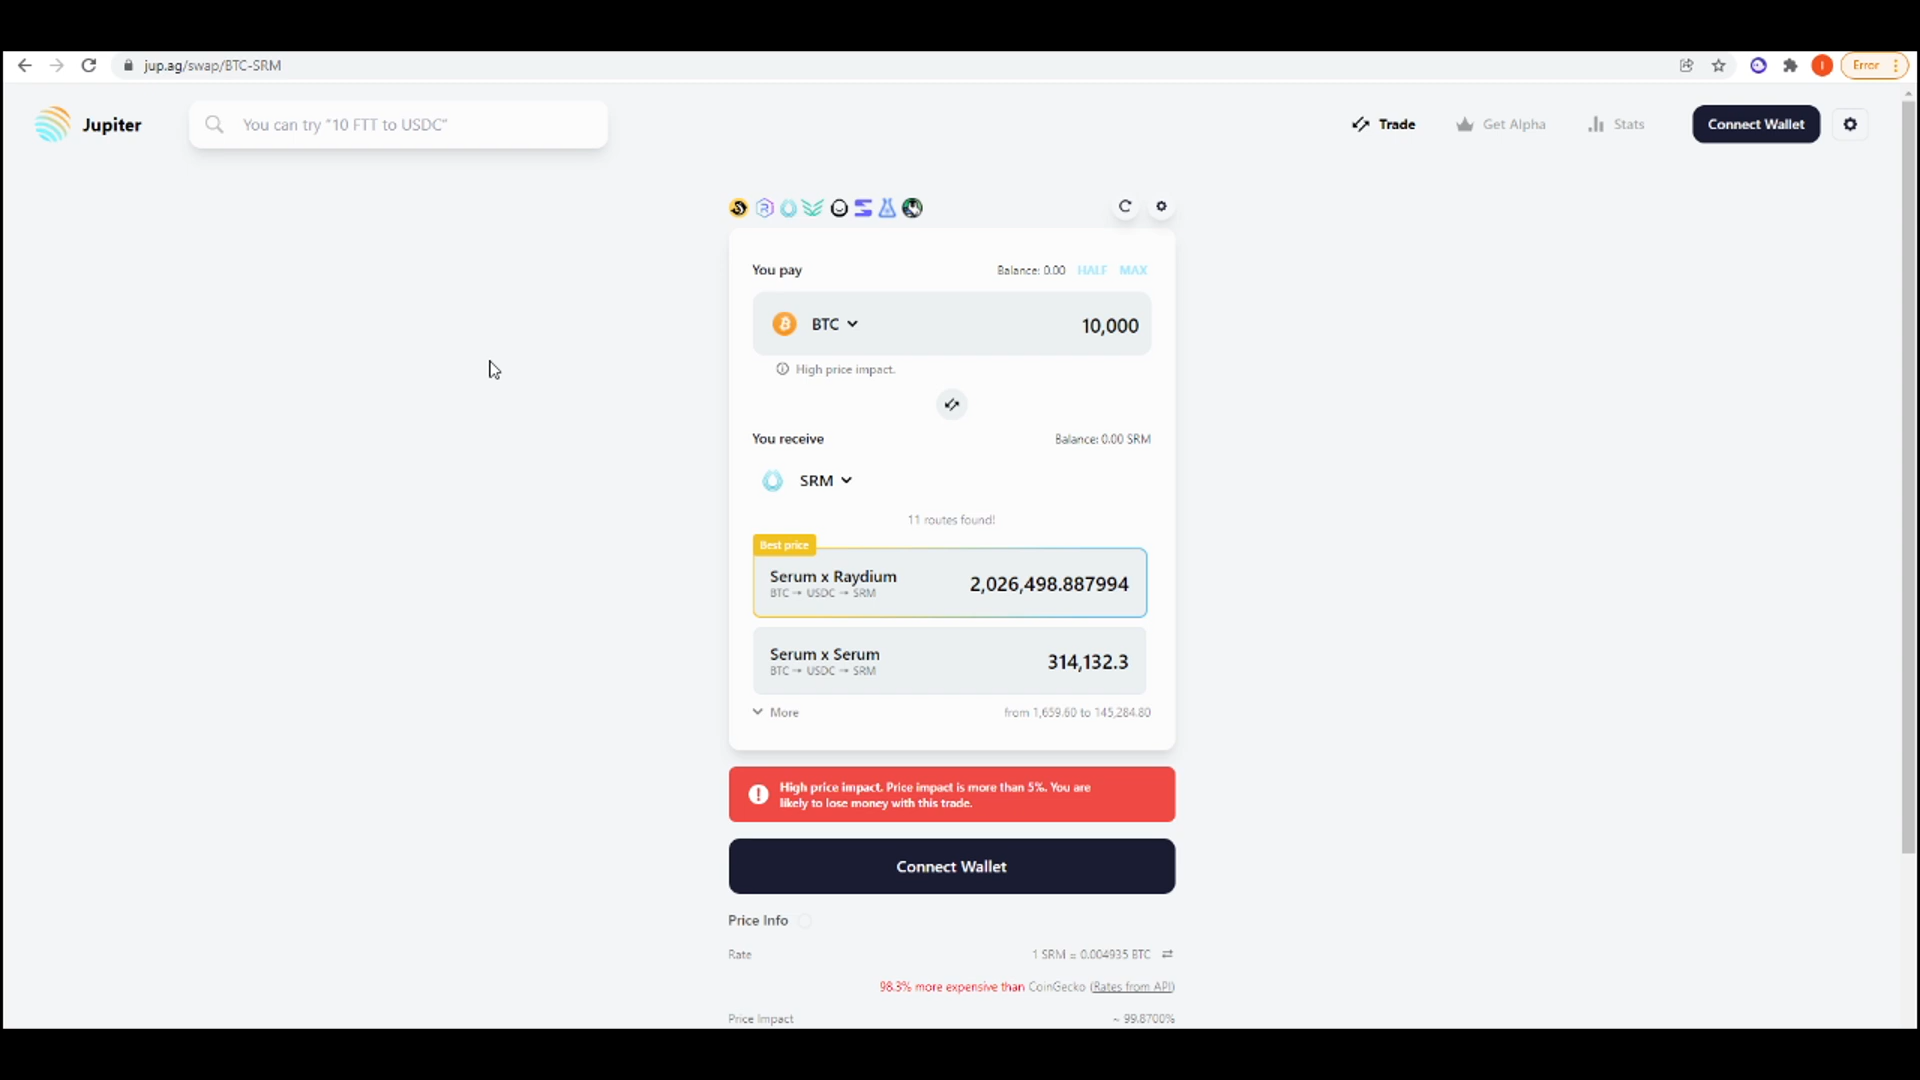 jup.ag/swap/BTC-SRM
Error
Jupiter
You can try "10 FTT to USDC"
Trade
Get Alpha
Stats
Connect Wallet
You pay
Balance: 0.00 HALF MAX
BTC
10,000
High price impact.
You receive
Balance: 0.00 SRM
SRM
11 routes found!
Best price
Serum x Raydium
2,026,498.887994
BTC → USDC → SRM
Serum x Serum
314,132.3
BTC → USDC → SRM
More
from 1,659.60 to 145,284.80
High price impact. Price impact is more than 5%. You are
likely to lose money with this trade.
Connect Wallet
Price Info
Rate
1 SRM = 0.004935 BTC
98.3% more expensive than CoinGecko (Rates from API)
Price Impact
~ 99.8700%